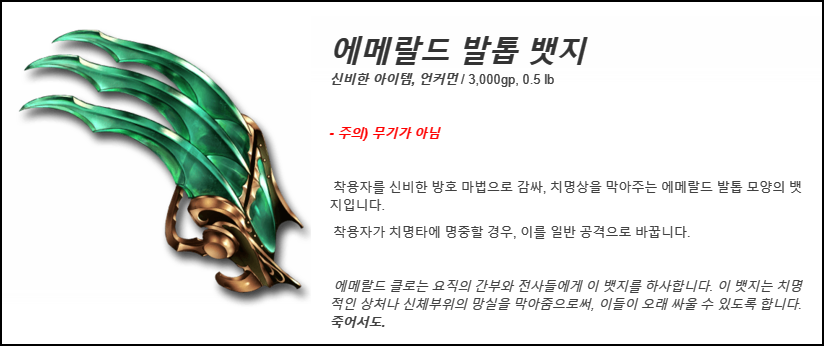 에메랄드 발톱 뱃지
신비한 아이템, 언커먼 / 3,000gp, 0.5 lb
- 주의) 무기가 아님
착용자를 신비한 방호 마법으로 감싸, 치명상을 막아주는 에메랄드 발톱 모양의 뱃
지입니다.
착용자가 치명타에 명중할 경우, 이를 일반 공격으로 바꿉니다.
에메랄드 클로는 요직의 간부와 전사들에게 이 뱃지를 하사합니다. 이 뱃지는 치명
적인 상처나 신체부위의 망실을 막아줌으로써, 이들이 오래 싸울 수 있도록 합니다.
죽어서도.